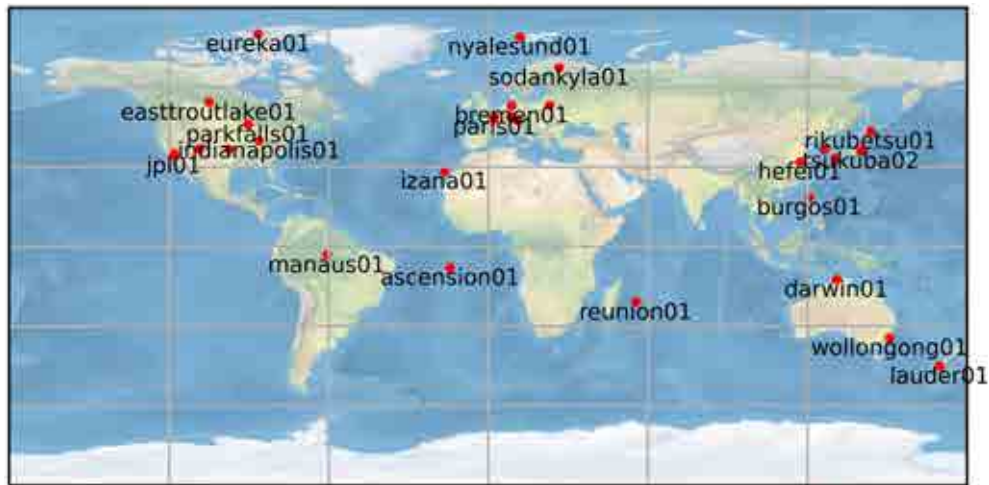 eureka01
nyalesund01
sodankyla01
easttroutlake01
bremen01
parkfalls01
paris01
rikubetsu01
indianapolis01
jpl01
tsukuba02
hefei01
izana01
burgos01
manaus01
ascension01
darwin01
reunion01
wollongong01
lauder01